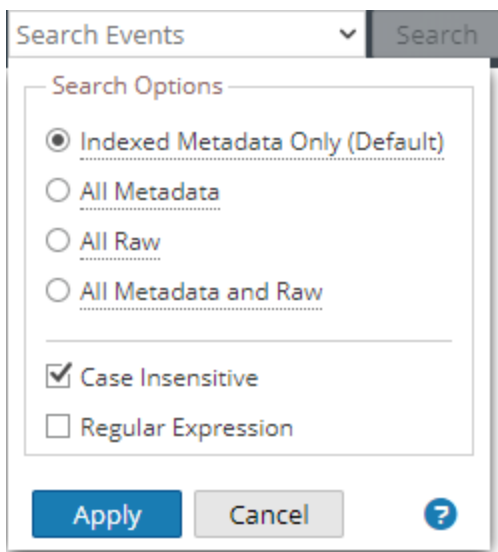 Search Events Search
Search Options
Indexed Metadata Only (Default)
All Metadata
All Raw
All Metadata and Raw
Case Insensitive
Regular Expression
Apply Cancel ?